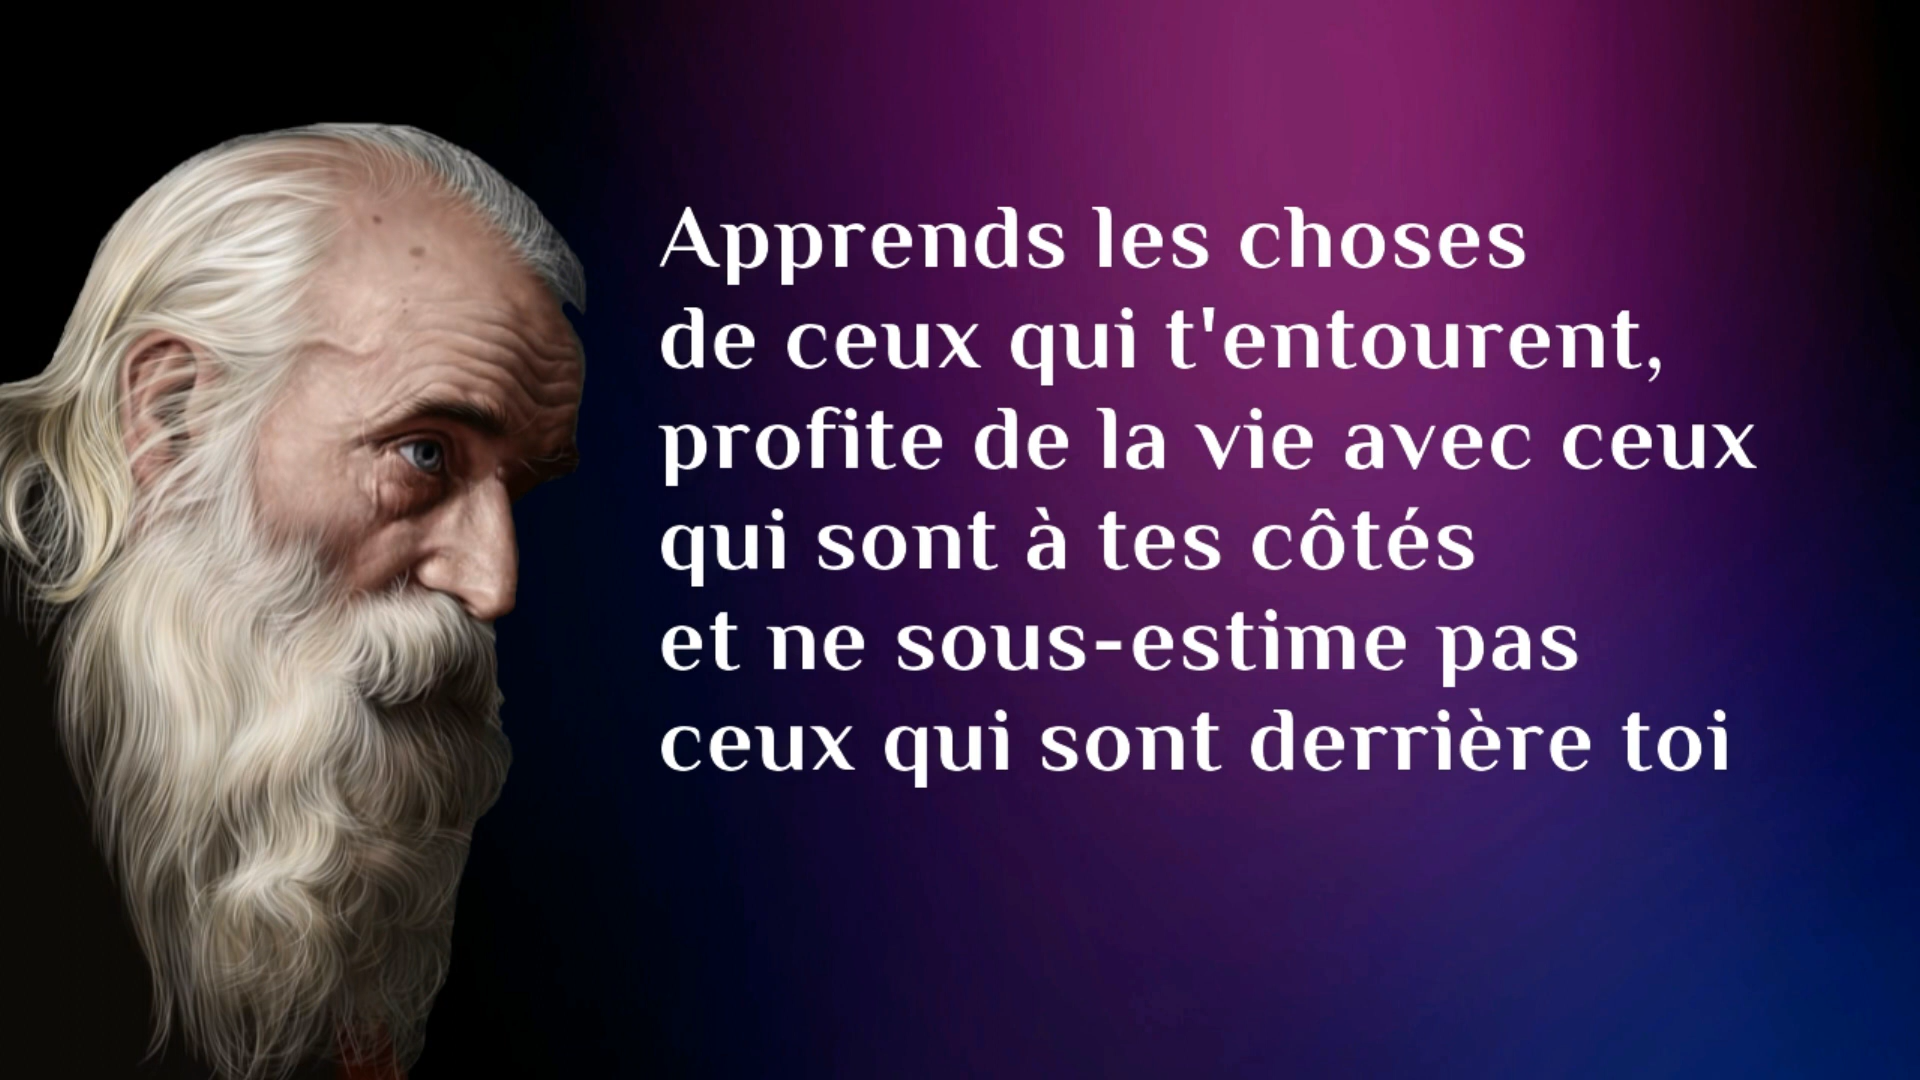 Apprends les choses
de ceux qui t'entourent,
profite de la vie avec ceux
qui sont à tes côtés
et ne sous-estime pas
ceux qui sont derrière toi